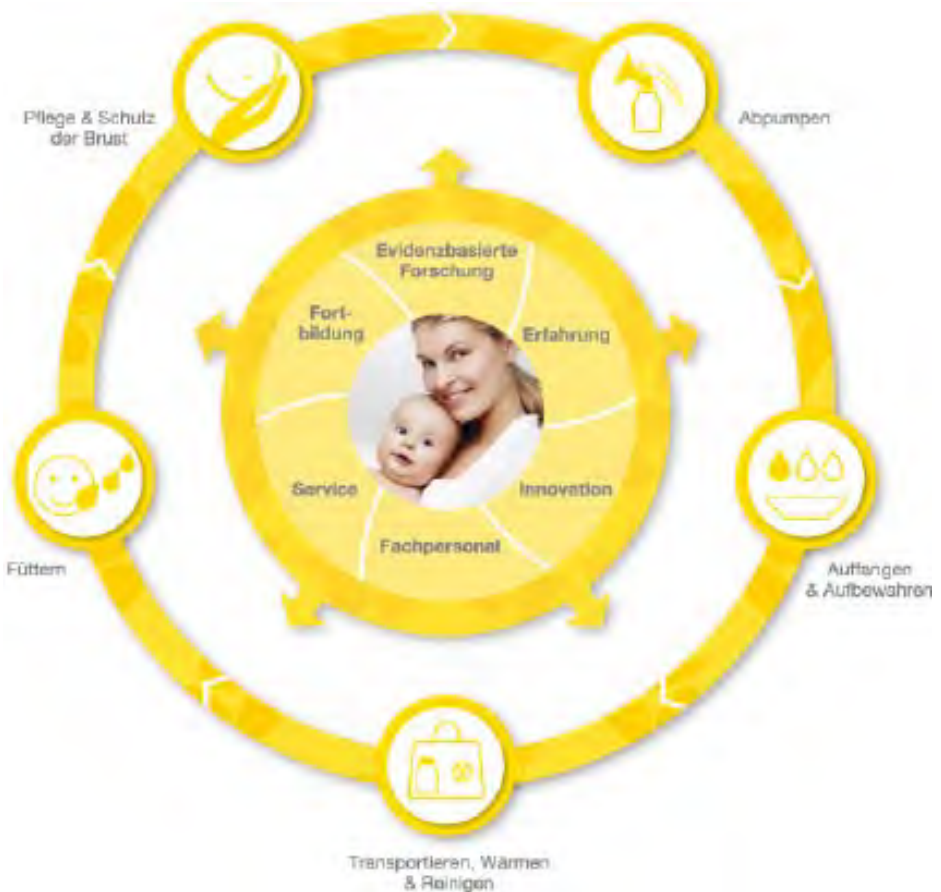 Pflege & Schutz
der Brust
Abpumpen
Evidenzbasierte
Forschung
Fort-
bildung
Erfahrung
Service
Innovation
Fachpersonal
Füttern
Auffangen
& Aufbewahren
Transportieren, Wärmen
& Reinigen